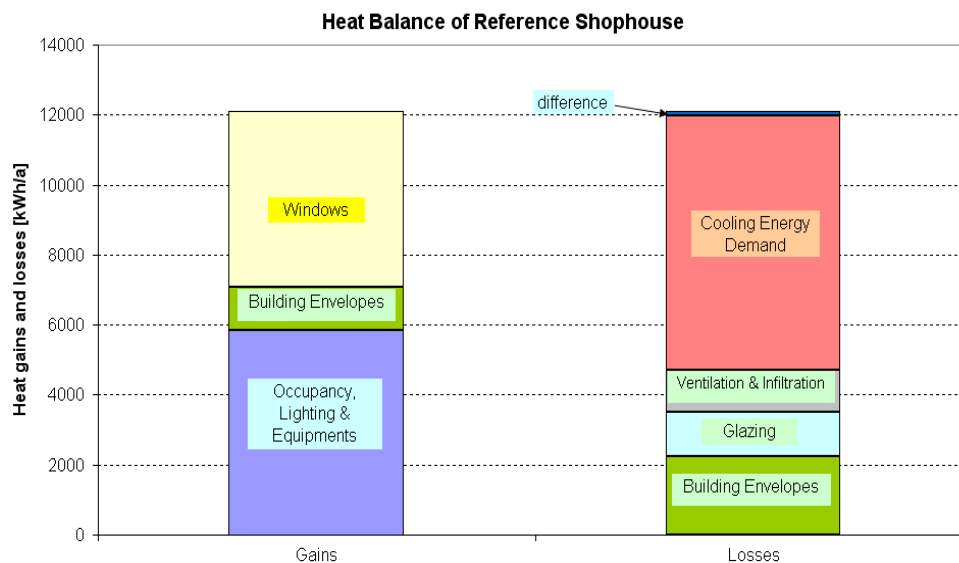 Heat Balance of Reference Shophouse
Heat gains and losses [kWh/a]
14000
12000
10000
8000
6000
4000
2000
0
Windows
Building Envelopes
Occupancy,
Lighting &
Equipments
difference
Cooling Energy
Demand
Ventilation & Infiltration
Glazing
Building Envelopes
Gains
Losses